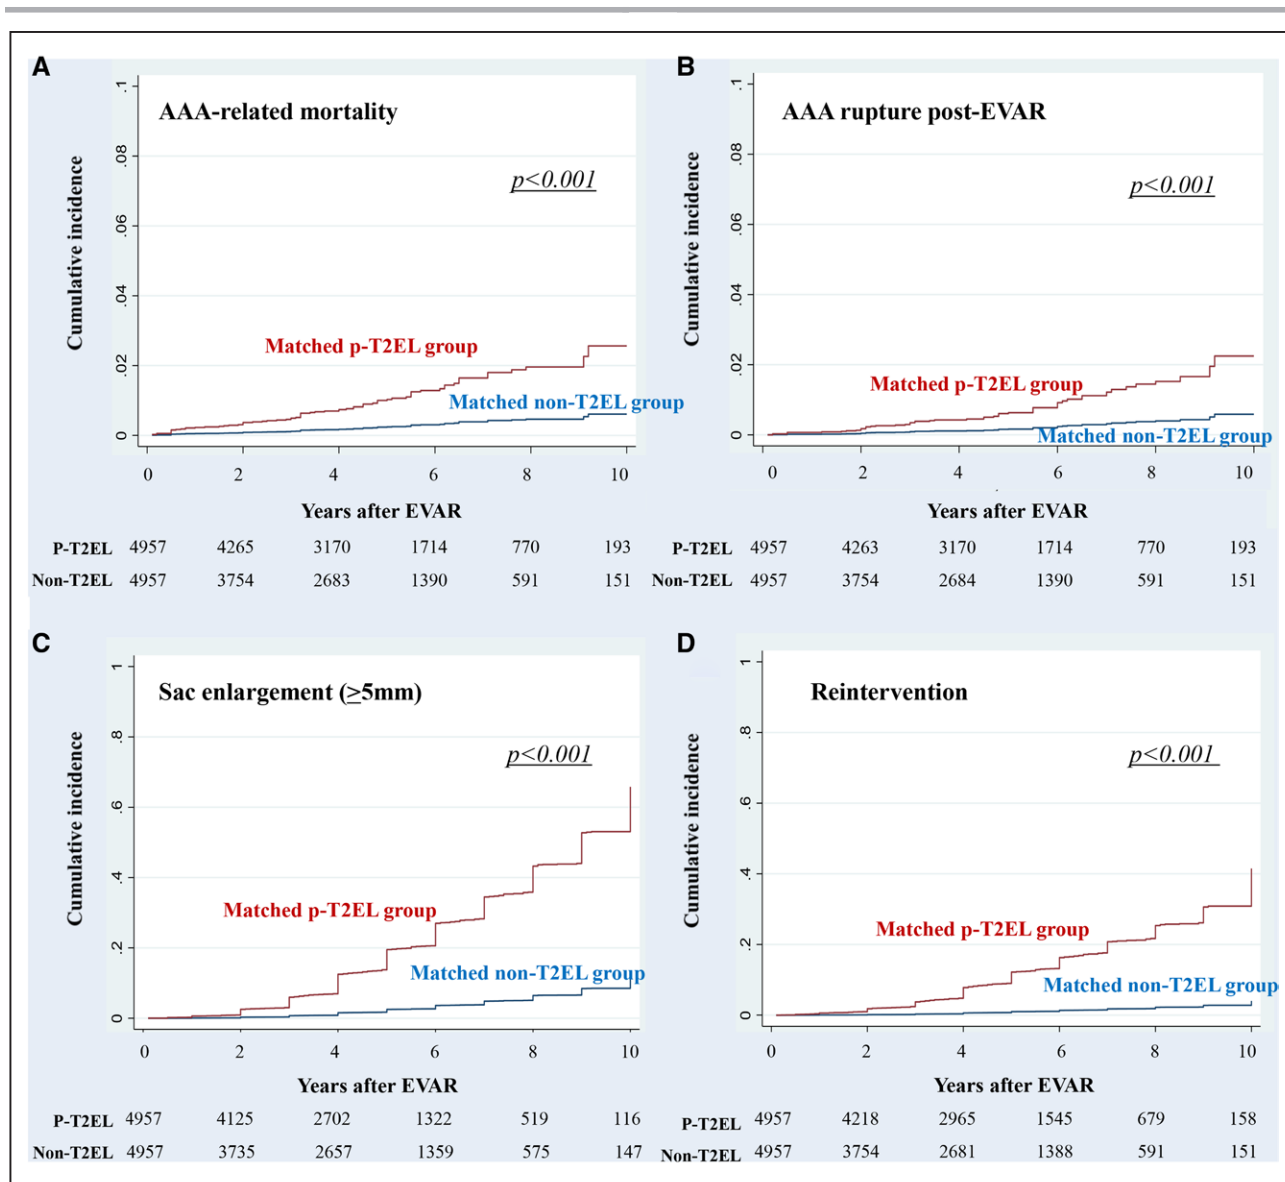 A
AAA-related mortality
p<0.001
Cumulative incidence
.1
.08
.06
.04
.02
0
Matched p-T2EL group
Matched non-T2EL group
0 2 4 6 8 10
Years after EVAR
P-T2EL 4957 4265 3170 1714 770 193
Non-T2EL 4957 3754 2683 1390 591 151
B
AAA rupture post-EVAR
p<0.001
Cumulative incidence
.1
.08
.06
.04
.02
0
Matched p-T2EL group
Matched non-T2EL group
0 2 4 6 8 10
Years after EVAR
P-T2EL 4957 4263 3170 1714 770 193
Non-T2EL 4957 3754 2684 1390 591 151
C
Sac enlargement (≥5mm)
p<0.001
Cumulative incidence
1
.8
.6
.4
.2
0
Matched p-T2EL group
Matched non-T2EL group
0 2 4 6 8 10
Years after EVAR
P-T2EL 4957 4125 2702 1322 519 116
Non-T2EL 4957 3735 2657 1359 575 147
D
Reintervention
p<0.001
Cumulative incidence
1
.8
.6
.4
.2
0
Matched p-T2EL group
Matched non-T2EL group
0 2 4 6 8 10
Years after EVAR
P-T2EL 4957 4218 2965 1545 679 158
Non-T2EL 4957 3754 2681 1388 591 151